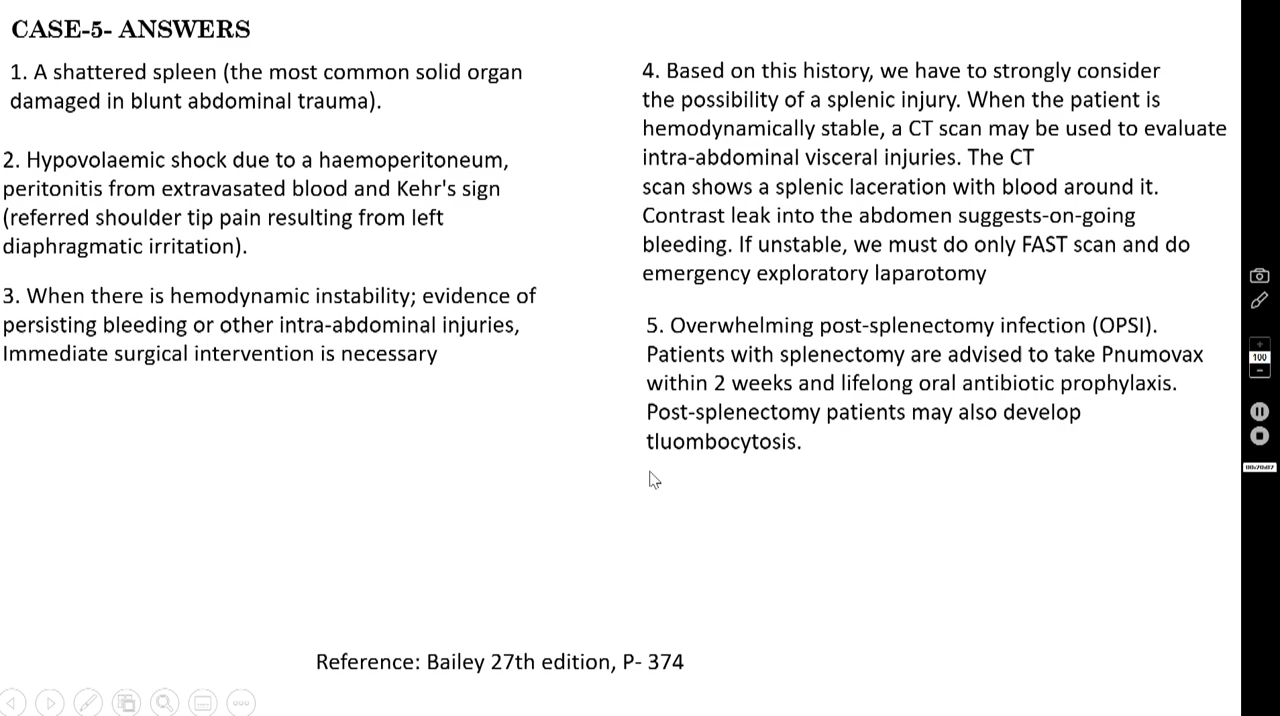 CASE-5- ANSWERS
1. A shattered spleen (the most common solid organ
damaged in blunt abdominal trauma).
2. Hypovolaemic shock due to a haemoperitoneum,
peritonitis from extravasated blood and Kehr's sign
(referred shoulder tip pain resulting from left
diaphragmatic irritation).
3. When there is hemodynamic instability; evidence of
persisting bleeding or other intra-abdominal injuries,
Immediate surgical intervention is necessary
4. Based on this history, we have to strongly consider
the possibility of a splenic injury. When the patient is
hemodynamically stable, a CT scan may be used to evaluate
intra-abdominal visceral injuries. The CT
scan shows a splenic laceration with blood around it.
Contrast leak into the abdomen suggests-on-going
bleeding. If unstable, we must do only FAST scan and do
emergency exploratory laparotomy
5. Overwhelming post-splenectomy infection (OPSI).
Patients with splenectomy are advised to take Pnumovax
within 2 weeks and lifelong oral antibiotic prophylaxis.
Post-splenectomy patients may also develop
tluombocytosis.
Reference: Bailey 27th edition, P- 374
100